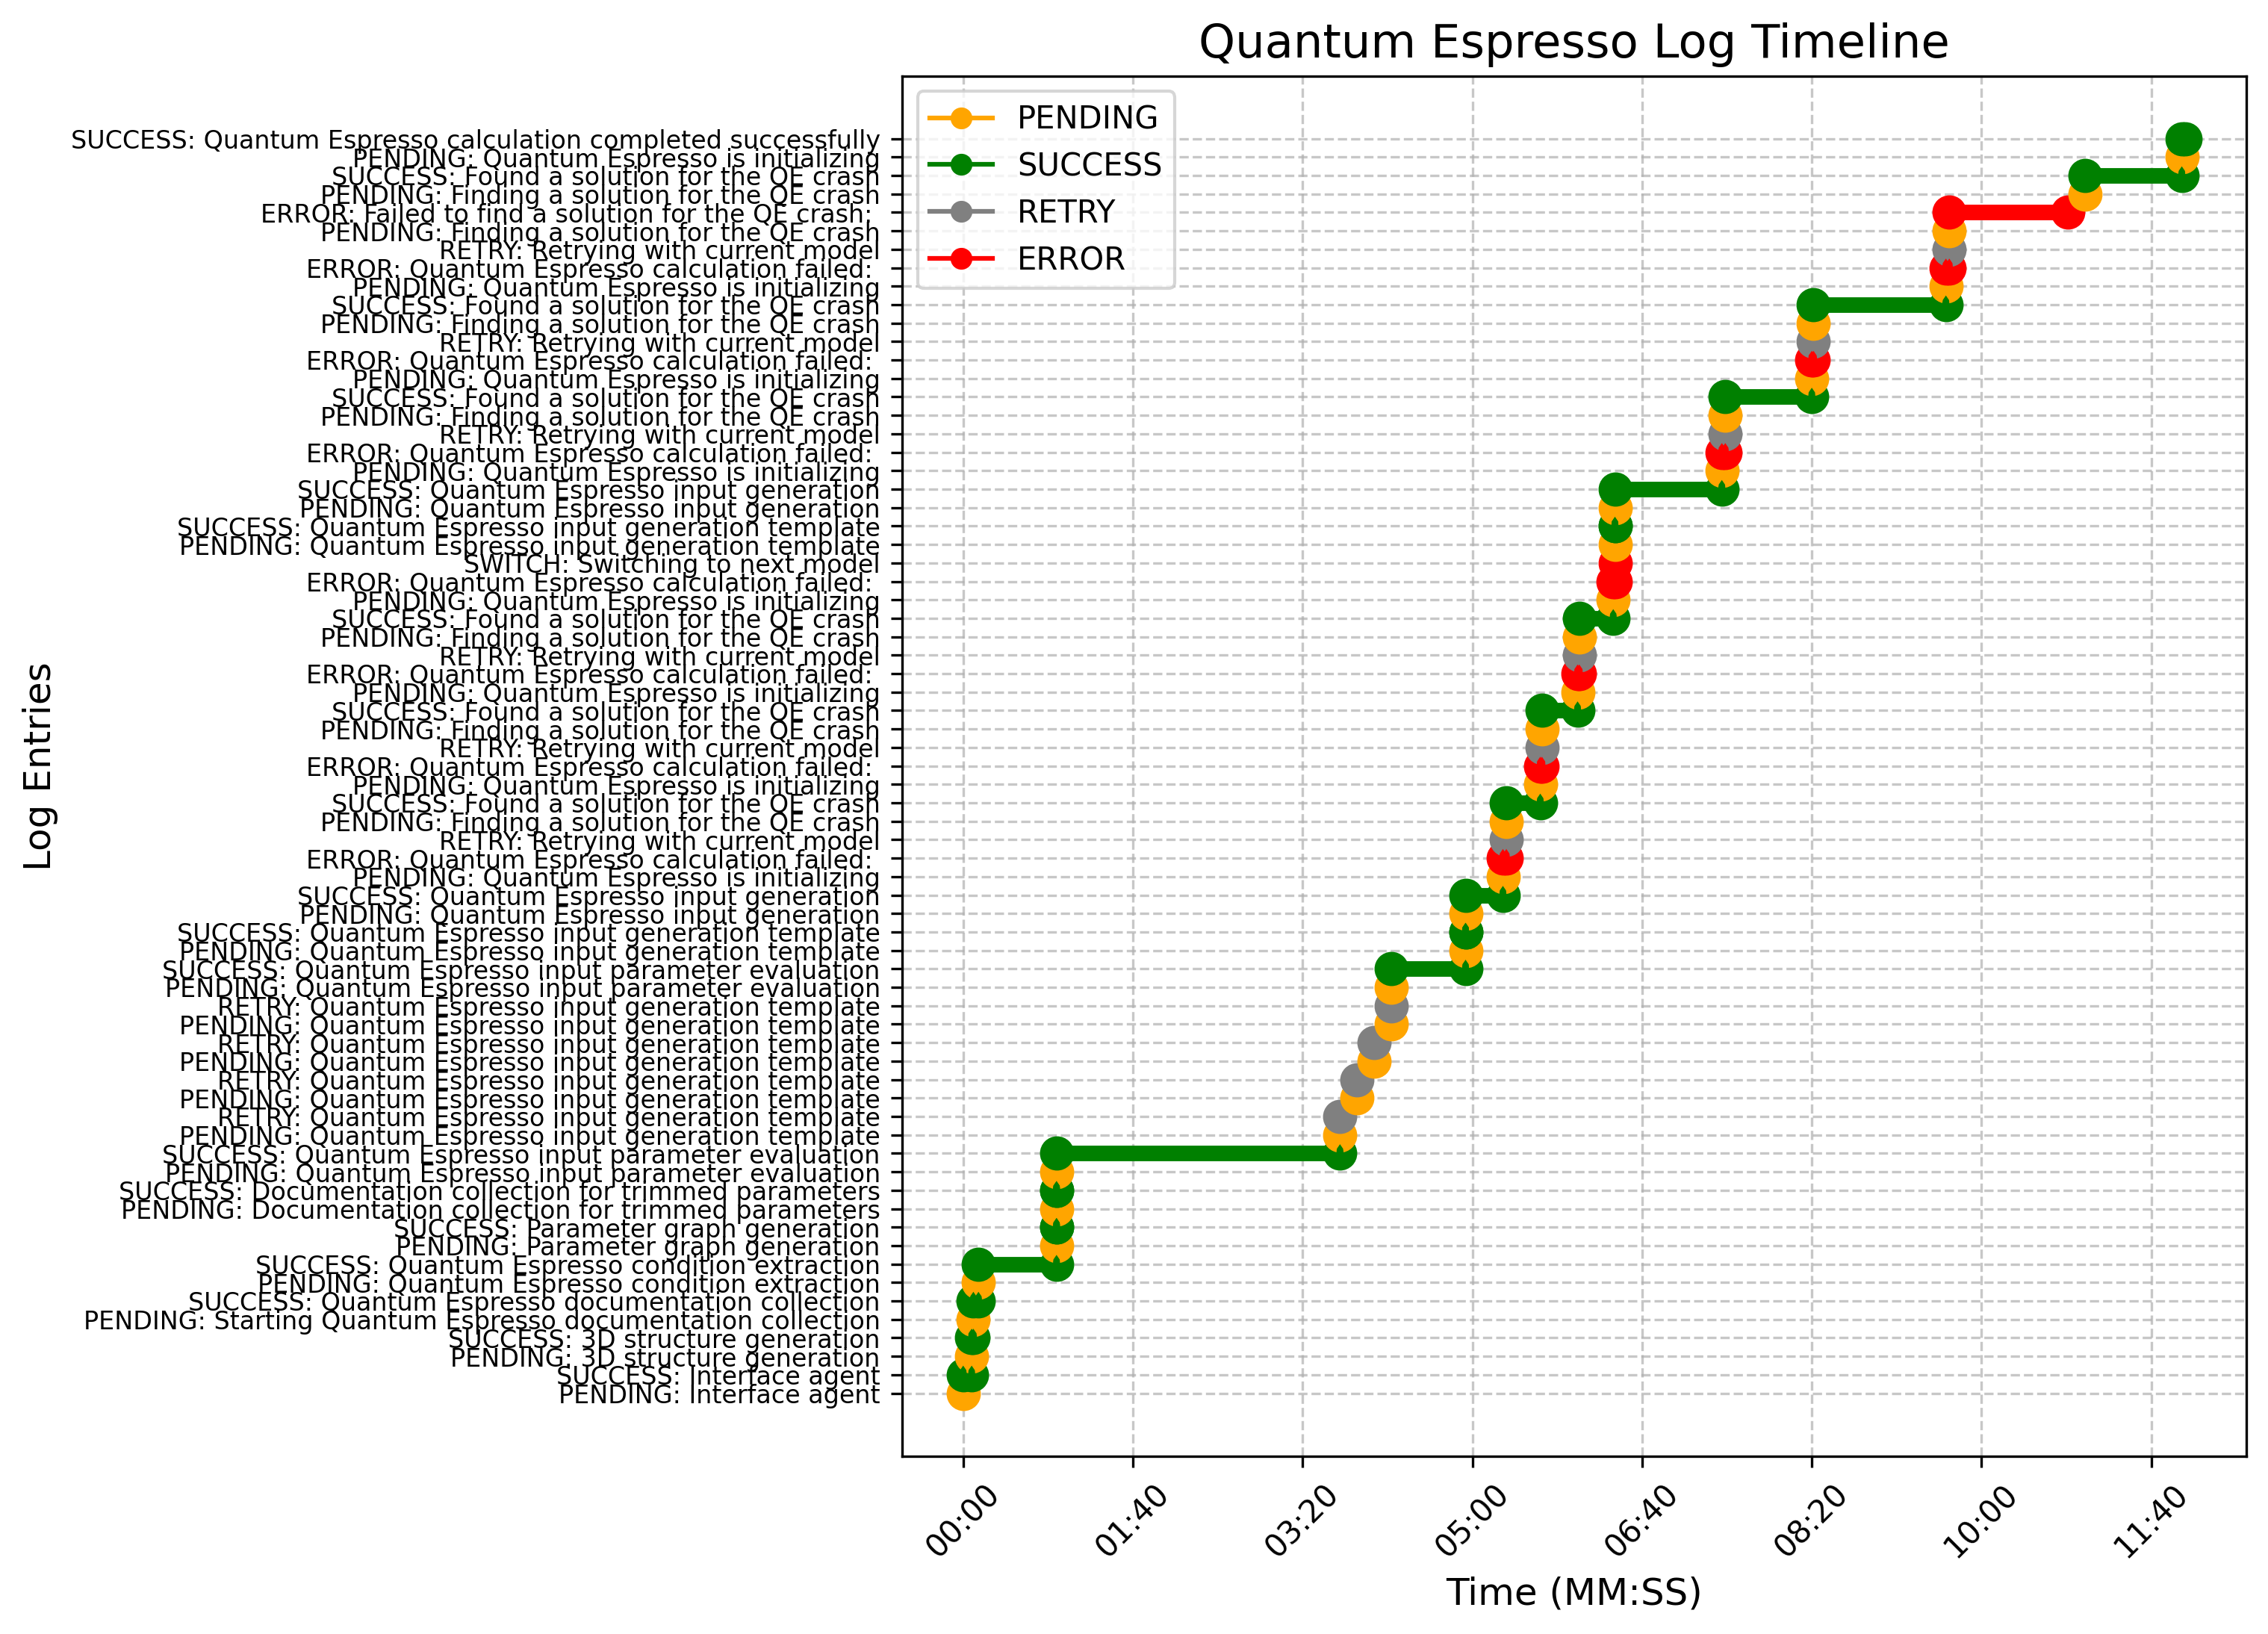 Quantum Espresso Log Timeline
PENDING
SUCCESS
RETRY
ERROR
SUCCESS: Quantum Espresso calculation completed successfully
PENDING: Quantum Espresso is initializing
SUCCESS: Found a solution for the QE crash
PENDING: Finding a solution for the QE crash
ERROR: Failed to find a solution for the QE crash:
PENDING: Finding a solution for the QE crash
RETRY: Retrying with current model
ERROR: Quantum Espresso calculation failed:
PENDING: Quantum Espresso is initializing
SUCCESS: Found a solution for the QE crash
PENDING: Finding a solution for the QE crash
RETRY: Retrying with current model
ERROR: Quantum Espresso calculation failed:
PENDING: Quantum Espresso is initializing
SUCCESS: Found a solution for the QE crash
PENDING: Finding a solution for the QE crash
RETRY: Retrying with current model
ERROR: Quantum Espresso calculation failed:
PENDING: Quantum Espresso is initializing
SUCCESS: Quantum Espresso input generation
PENDING: Quantum Espresso input generation
SUCCESS: Quantum Espresso input generation template
PENDING: Quantum Espresso input generation template
SWITCH: Switching to next model
ERROR: Quantum Espresso calculation failed:
PENDING: Quantum Espresso is initializing
SUCCESS: Found a solution for the QE crash
PENDING: Finding a solution for the QE crash
RETRY: Retrying with current model
ERROR: Quantum Espresso calculation failed:
PENDING: Quantum Espresso is initializing
SUCCESS: Found a solution for the QE crash
PENDING: Finding a solution for the QE crash
RETRY: Retrying with current model
ERROR: Quantum Espresso calculation failed:
PENDING: Quantum Espresso is initializing
SUCCESS: Found a solution for the QE crash
PENDING: Finding a solution for the QE crash
RETRY: Retrying with current model
ERROR: Quantum Espresso calculation failed:
PENDING: Quantum Espresso is initializing
SUCCESS: Quantum Espresso input generation
PENDING: Quantum Espresso input generation
SUCCESS: Quantum Espresso input generation template
PENDING: Quantum Espresso input generation template
SUCCESS: Quantum Espresso input parameter evaluation
PENDING: Quantum Espresso input parameter evaluation
RETRY: Quantum Espresso input generation template
PENDING: Quantum Espresso input generation template
RETRY: Quantum Espresso input generation template
PENDING: Quantum Espresso input generation template
RETRY: Quantum Espresso input generation template
PENDING: Quantum Espresso input generation template
RETRY: Quantum Espresso input generation template
PENDING: Quantum Espresso input generation template
SUCCESS: Quantum Espresso input parameter evaluation
PENDING: Quantum Espresso input parameter evaluation
SUCCESS: Documentation collection for trimmed parameters
PENDING: Documentation collection for trimmed parameters
SUCCESS: Parameter graph generation
PENDING: Parameter graph generation
SUCCESS: Quantum Espresso condition extraction
PENDING: Quantum Espresso condition extraction
SUCCESS: Quantum Espresso documentation collection
PENDING: Starting Quantum Espresso documentation collection
SUCCESS: 3D structure generation
PENDING: 3D structure generation
SUCCESS: Interface agent
PENDING: Interface agent
Log Entries
00:00
01:40
03:20
05:00
06:40
08:20
10:00
11:40
Time (MM:SS)